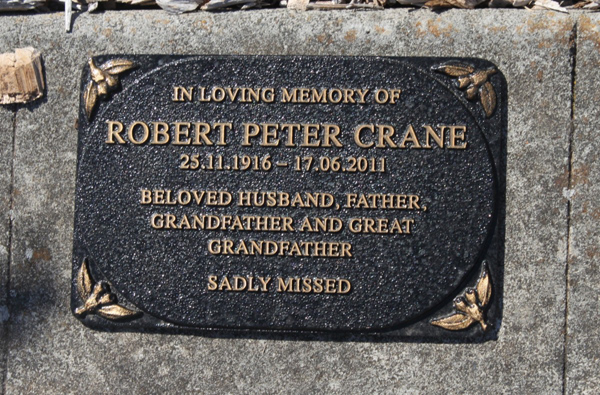 IN LOVING MEMORY OF
ROBERT PETER CRANE
25.11.1916 – 17.06.2011
BELOVED HUSBAND, FATHER,
GRANDFATHER AND GREAT
GRANDFATHER
SADLY MISSED